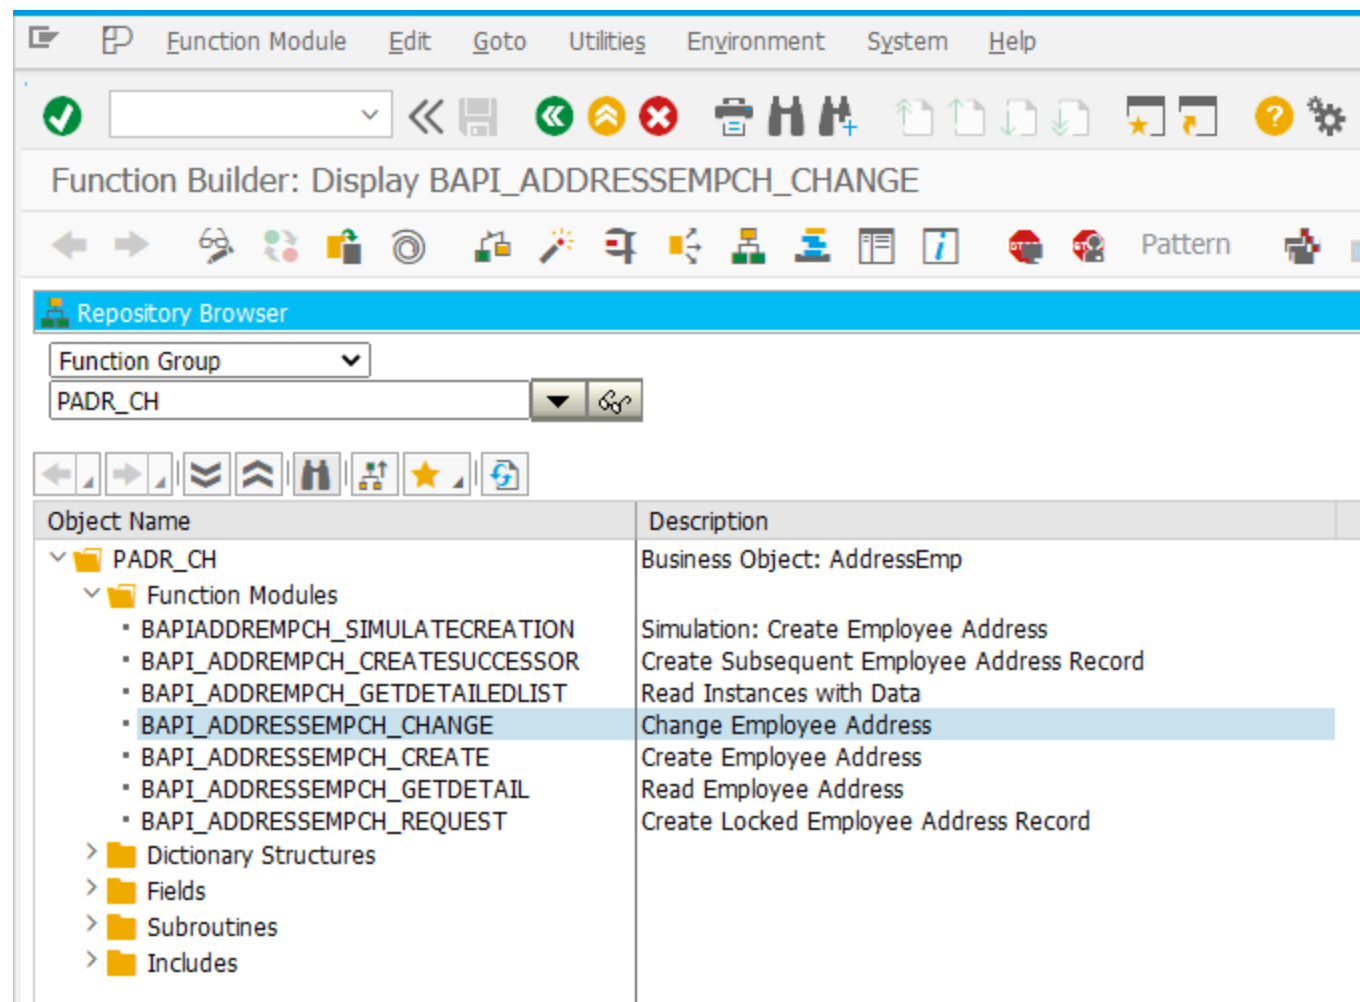 Function Module Edit Goto Utilities Environment System Help
Function Builder: Display BAPI_ADDRESSEMPCH_CHANGE
Pattern
Repository Browser
Function Group
PADR_CH
Object Name Description
PADR_CH Business Object: AddressEmp
Function Modules
BAPIADDREMPCH_SIMULATECREATION Simulation: Create Employee Address
BAPI_ADDREMPCH_CREATESUCCESSOR Create Subsequent Employee Address Record
BAPI_ADDREMPCH_GETDETAILEDLIST Read Instances with Data
BAPI_ADDRESSEMPCH_CHANGE Change Employee Address
BAPI_ADDRESSEMPCH_CREATE Create Employee Address
BAPI_ADDRESSEMPCH_GETDETAIL Read Employee Address
BAPI_ADDRESSEMPCH_REQUEST Create Locked Employee Address Record
Dictionary Structures
Fields
Subroutines
Includes